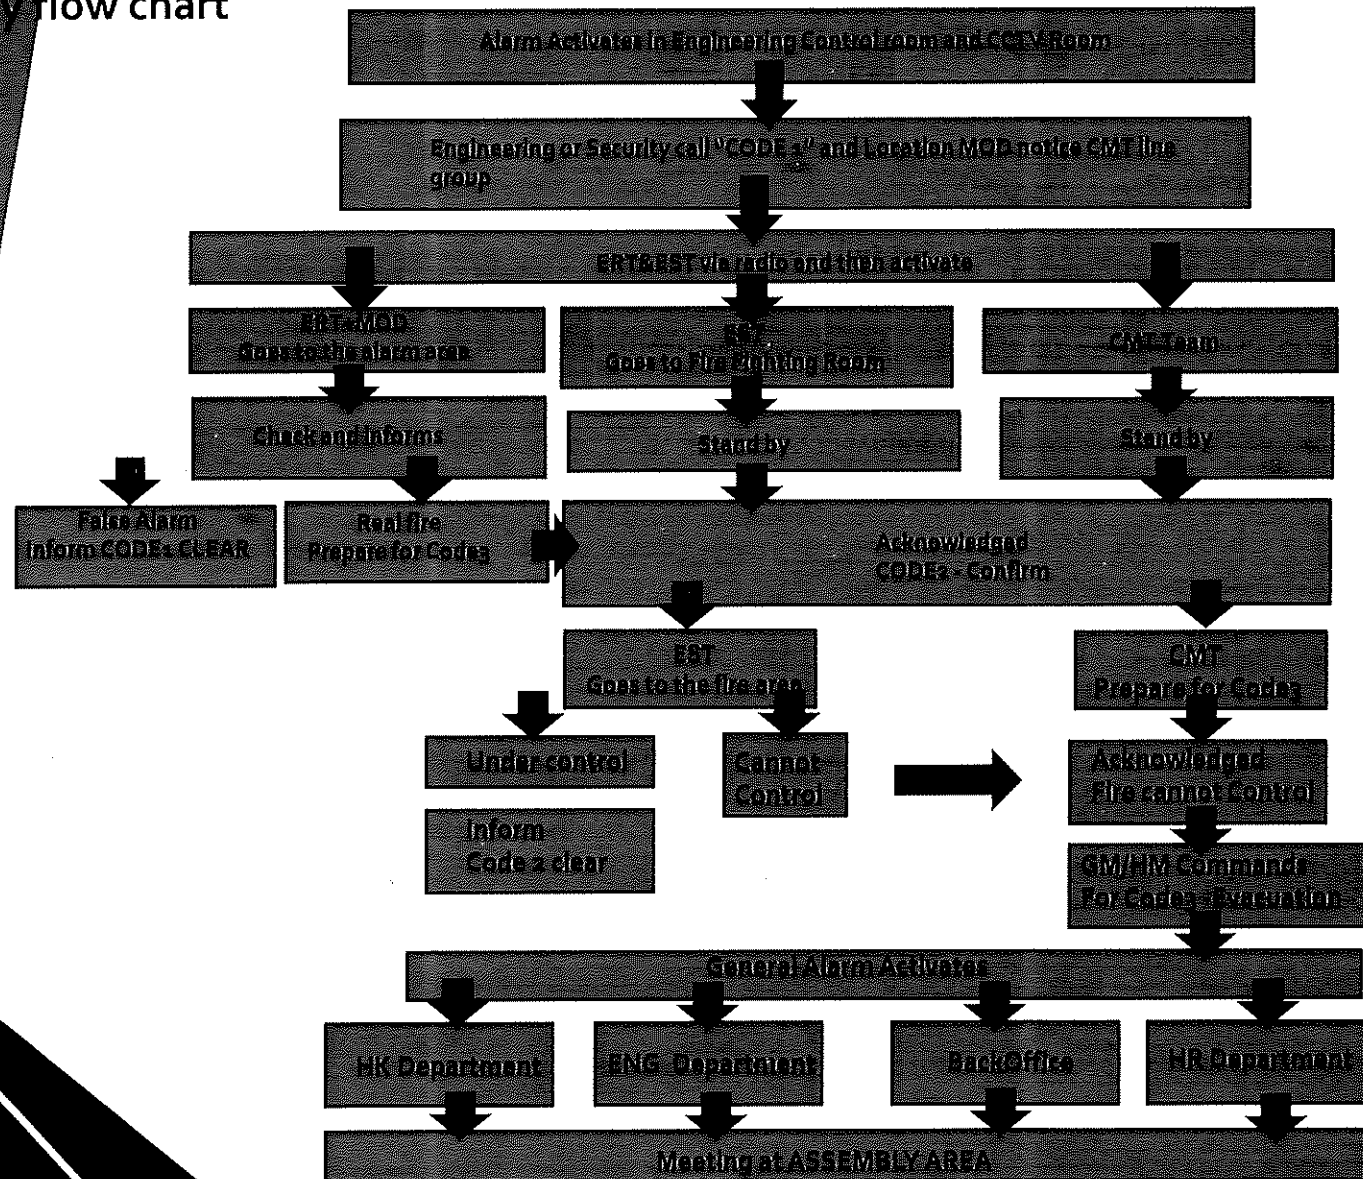 y flow chart
Alarm Activates in Engineering Control room and CCTV Room
Engineering or Security call "CODE 1" and Location MOD notice CMT line
group
ERT&EST via radio and then activate
ERT+MOD
Goes to the alarm area
EST
Goes to Fire Fighting Room
CMT Team
Check and informs
Stand by
Stand by
False Alarm
Inform CODE1 CLEAR
Real fire
Prepare for Code3
Acknowledged
CODE2 - Confirm
EST
Goes to the fire area
CMT
Prepare for Code3
Under control
Cannot
Control
Acknowledged
Fire cannot Control
Inform
Code 2 clear
GM/HM Commands
For Code3 - Evacuation
General Alarm Activates
HK Department
ENG Department
BackOffice
HR Department
Meeting at ASSEMBLY AREA